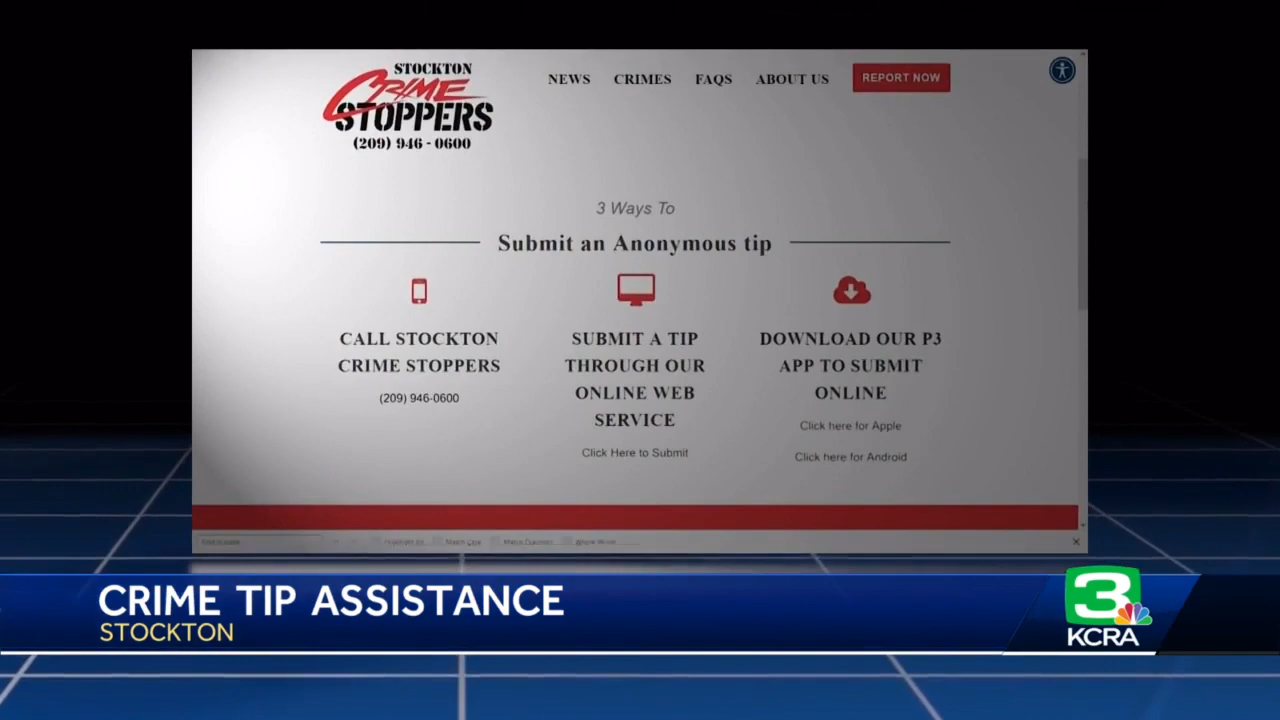 STOCKTON
CRIME
STOPPERS
(209) 946 - 0600
NEWS CRIMES FAQS ABOUT US REPORT NOW
3 Ways To
Submit an Anonymous tip
CALL STOCKTON
CRIME STOPPERS
(209) 946-0600
SUBMIT A TIP
THROUGH OUR
ONLINE WEB
SERVICE
Click Here to Submit
DOWNLOAD OUR P3
APP TO SUBMIT
ONLINE
Click here for Apple
Click here for Android
CRIME TIP ASSISTANCE
STOCKTON
3
KCRA